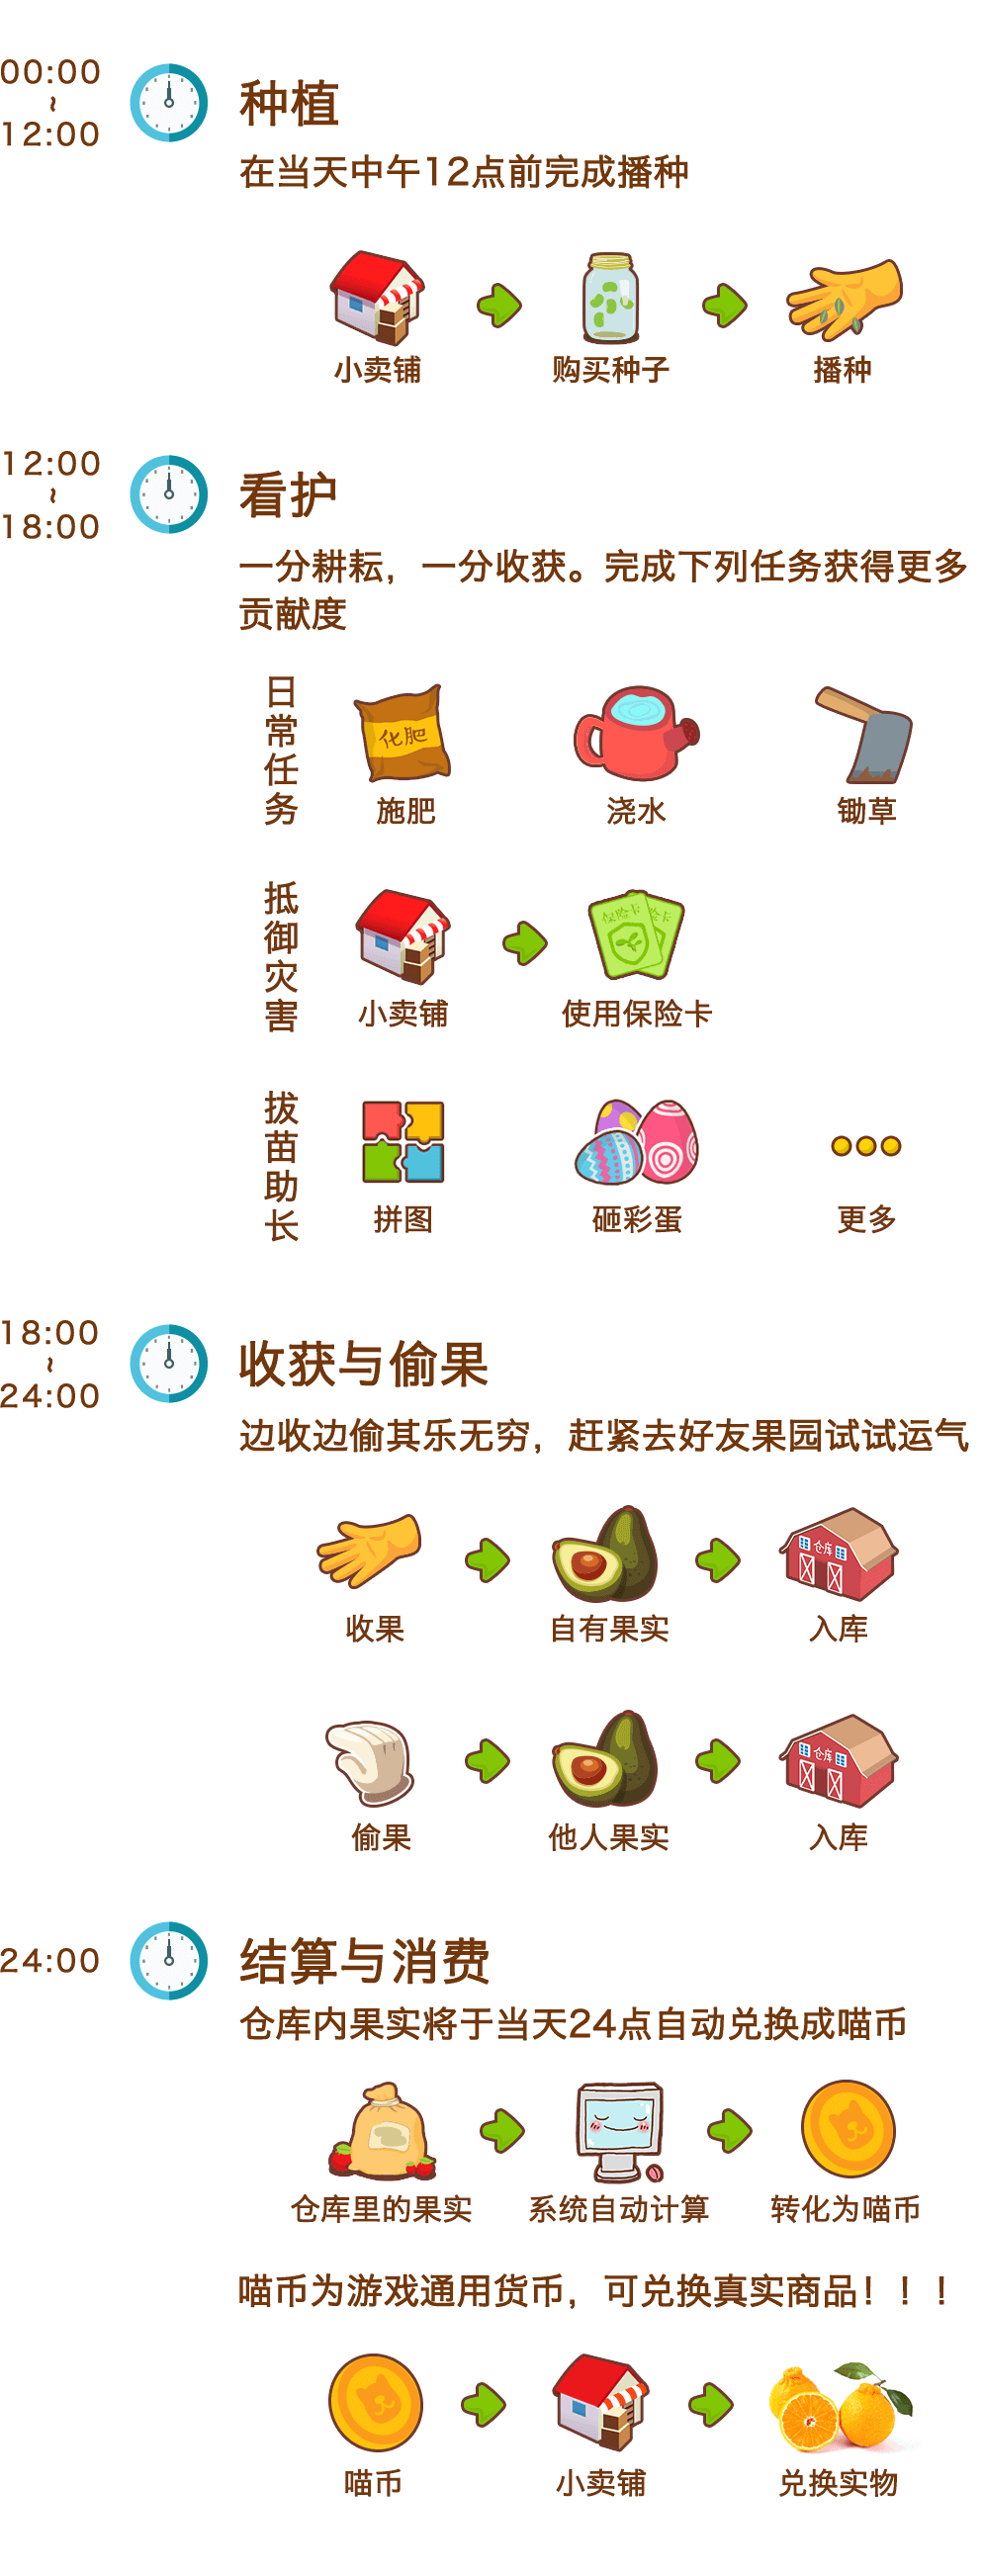 00:00
~
12:00
种植
在当天中午12点前完成播种
小卖铺
购买种子
播种
12:00
~
18:00
看护
一分耕耘，一分收获。完成下列任务获得更多
贡献度
日常任务
化肥
施肥
浇水
锄草
抵御灾害
保险卡
险卡
小卖铺
使用保险卡
拔苗助长
拼图
砸彩蛋
更多
18:00
~
24:00
收获与偷果
边收边偷其乐无穷，赶紧去好友果园试试运气
仓库
收果
自有果实
入库
仓库
偷果
他人果实
入库
24:00
结算与消费
仓库内果实将于当天24点自动兑换成喵币
仓库里的果实
系统自动计算
转化为喵币
喵币为游戏通用货币，可兑换真实商品！！！
喵币
小卖铺
兑换实物